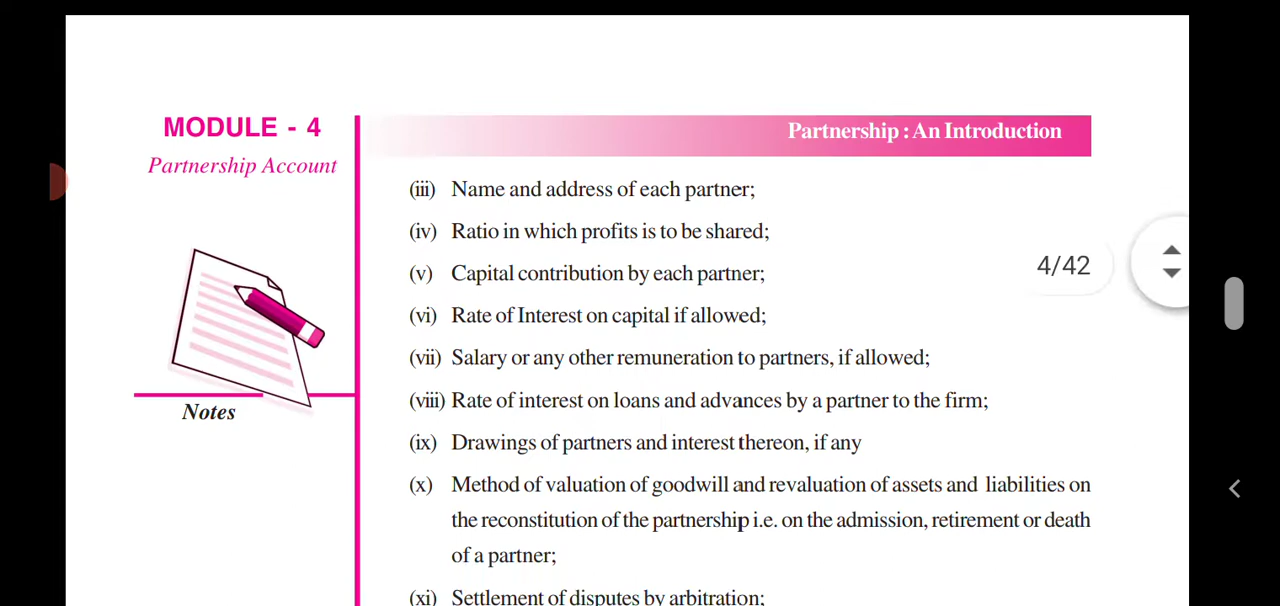 MODULE - 4
Partnership Account
Notes
Partnership : An Introduction
(iii) Name and address of each partner;
(iv) Ratio in which profits is to be shared;
(v) Capital contribution by each partner;
(vi) Rate of Interest on capital if allowed;
(vii) Salary or any other remuneration to partners, if allowed;
(viii) Rate of interest on loans and advances by a partner to the firm;
(ix) Drawings of partners and interest thereon, if any
(x) Method of valuation of goodwill and revaluation of assets and liabilities on
the reconstitution of the partnership i.e. on the admission, retirement or death
of a partner;
(xi) Settlement of disputes by arbitration;
4/42